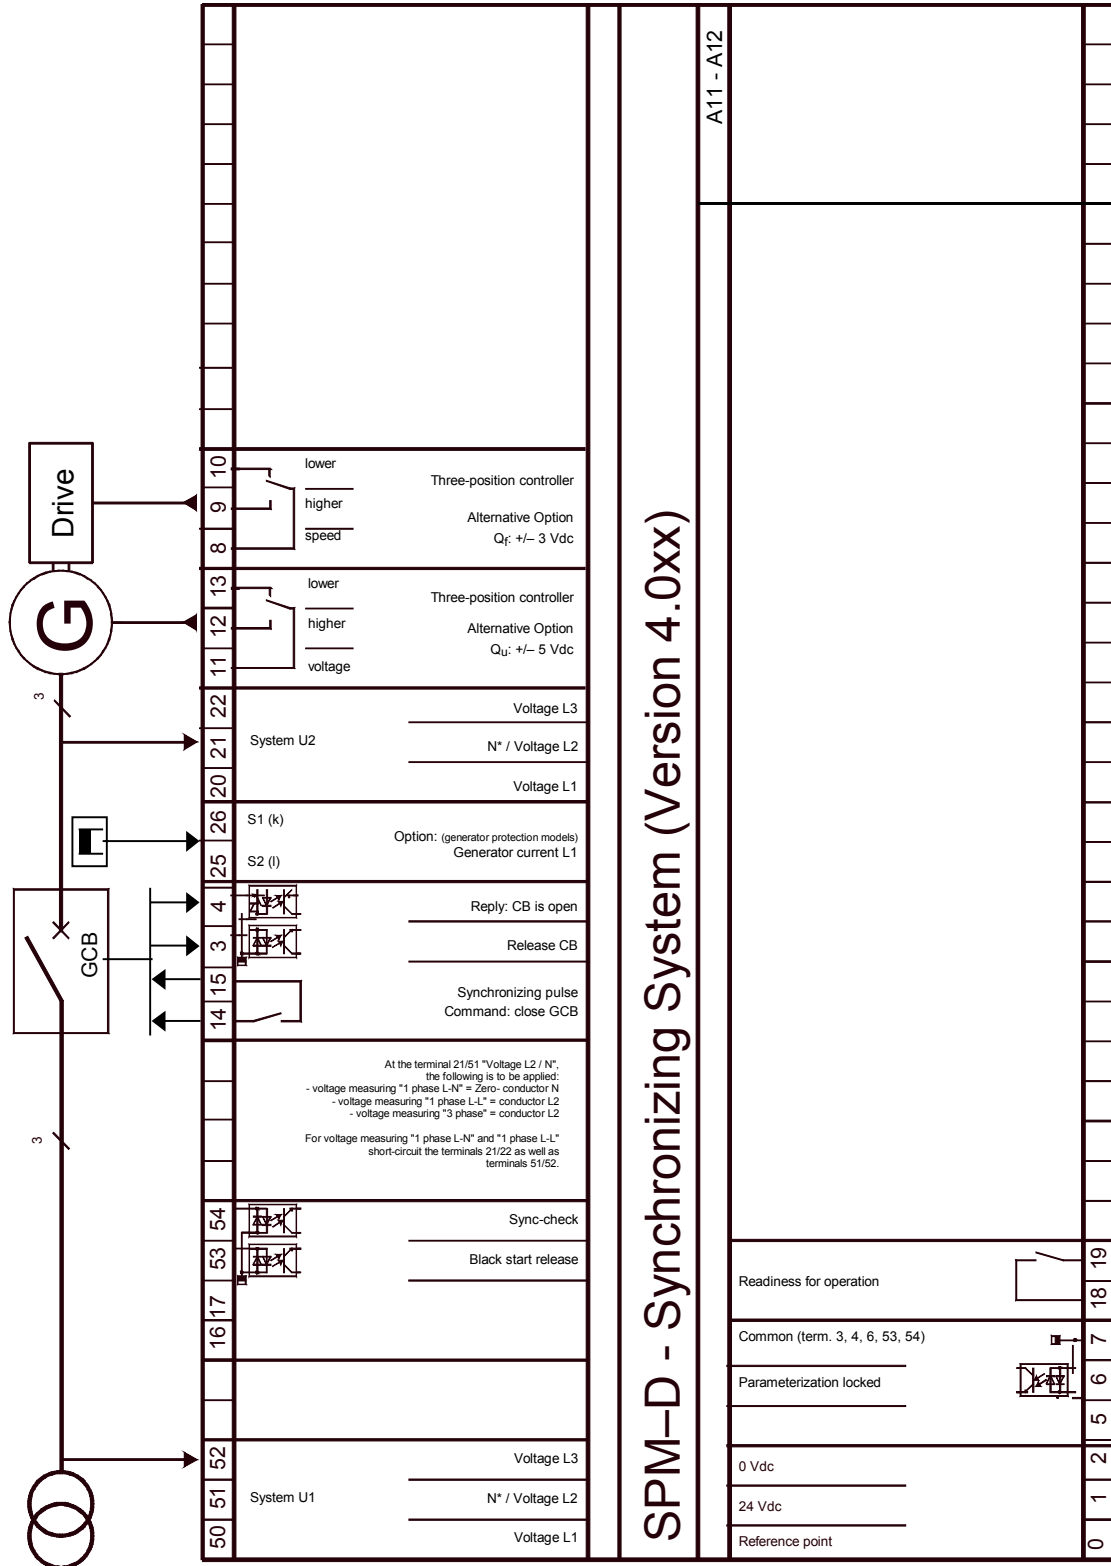 Drive
G
3
GCB
3
10
9
8
lower
higher
speed
Three-position controller
Alternative Option
Qf: +/– 3 Vdc
13
12
11
lower
higher
voltage
Three-position controller
Alternative Option
Qu: +/– 5 Vdc
22
21
20
System U2
Voltage L3
N* / Voltage L2
Voltage L1
26
25
S1 (k)
S2 (l)
Option: (generator protection models)
Generator current L1
4
3
15
14
Reply: CB is open
Release CB
Synchronizing pulse
Command: close GCB
At the terminal 21/51 "Voltage L2 / N",
the following is to be applied:
- voltage measuring "1 phase L-N" = Zero- conductor N
- voltage measuring "1 phase L-L" = conductor L2
- voltage measuring "3 phase" = conductor L2
For voltage measuring "1 phase L-N" and "1 phase L-L"
short-circuit the terminals 21/22 as well as
terminals 51/52.
54
53
17
16
Sync-check
Black start release
52
51
50
System U1
Voltage L3
N* / Voltage L2
Voltage L1
SPM–D - Synchronizing System (Version 4.0xx)
A11 - A12
Readiness for operation
19
18
Common (term. 3, 4, 6, 53, 54)
7
Parameterization locked
6
5
0 Vdc
2
24 Vdc
1
Reference point
0